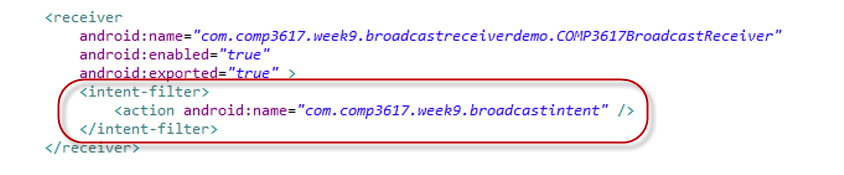 <receiver
android:name="com.comp3617.week9.broadcastreceiverdemo.COMP3617BroadcastReceiver"
android:enabled="true"
android:exported="true" >
<intent-filter>
<action android:name="com.comp3617.week9.broadcastintent" />
</intent-filter>
</receiver>